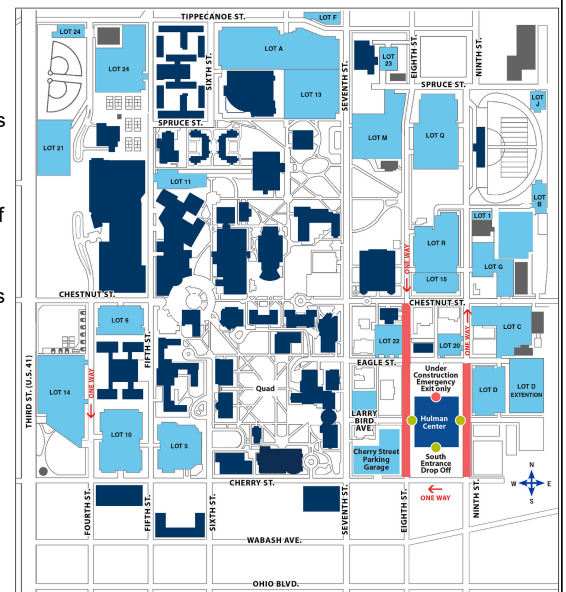 TIPPECANOE ST.
LOT F
LOT 24
LOT A
LOT 24
LOT 23
SIXTH ST.
SEVENTH ST.
EIGHTH ST.
NINTH ST.
SPRUCE ST.
LOT 13
LOT J
SPRUCE ST.
LOT 21
LOT M
LOT Q
LOT 11
LOT B
LOT 1
LOT R
LOT G
ONE WAY
LOT 15
CHESTNUT ST.
CHESTNUT ST.
LOT 9
FIFTH ST.
LOT 22
LOT 20
ONE WAY
LOT C
EAGLE ST.
THIRD ST. (U.S. 41)
LOT 14
ONE WAY
Quad
Under
Construction
Emergency
Exit only
LOT D
LOT D
EXTENTION
LARRY
BIRD
AVE.
Hulman
Center
LOT 10
LOT 5
Cherry Street
Parking
Garage
South
Entrance
Drop Off
CHERRY ST.
N
W
E
S
ONE WAY
FOURTH ST.
FIFTH ST.
SIXTH ST.
SEVENTH ST.
EIGHTH ST.
NINTH ST.
WABASH AVE.
OHIO BLVD.
s
f
s